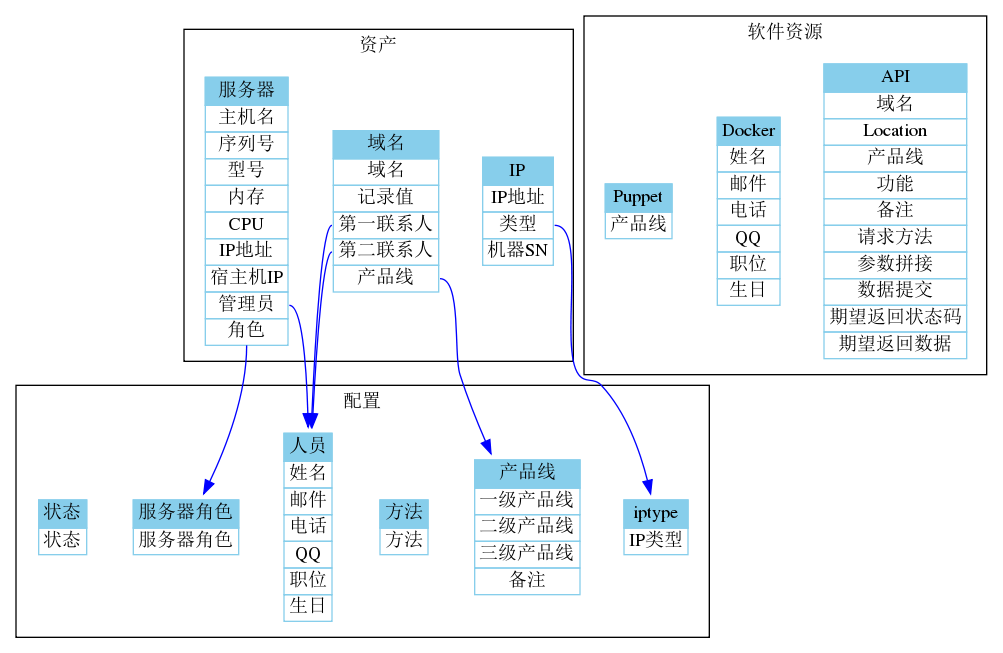 资产
服务器
主机名
序列号
型号
内存
CPU
IP地址
宿主机IP
管理员
角色
域名
域名
记录值
第一联系人
第二联系人
产品线
IP
IP地址
类型
机器SN
软件资源
Puppet
产品线
Docker
姓名
邮件
电话
QQ
职位
生日
API
域名
Location
产品线
功能
备注
请求方法
参数拼接
数据提交
期望返回状态码
期望返回数据
配置
状态
状态
服务器角色
服务器角色
人员
姓名
邮件
电话
QQ
职位
生日
方法
方法
产品线
一级产品线
二级产品线
三级产品线
备注
iptype
IP类型